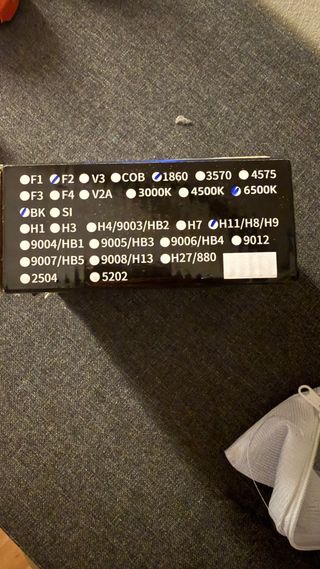 F1 F2 V3 COB 1860 3570 4575
F3 F4 V2A 3000K 4500K 6500K
BK SI
H1 H3 H4/9003/HB2 H7 H11/H8/H9
9004/HB1 9005/HB3 9006/HB4 9012
9007/HB5 9008/H13 H27/880
2504 5202